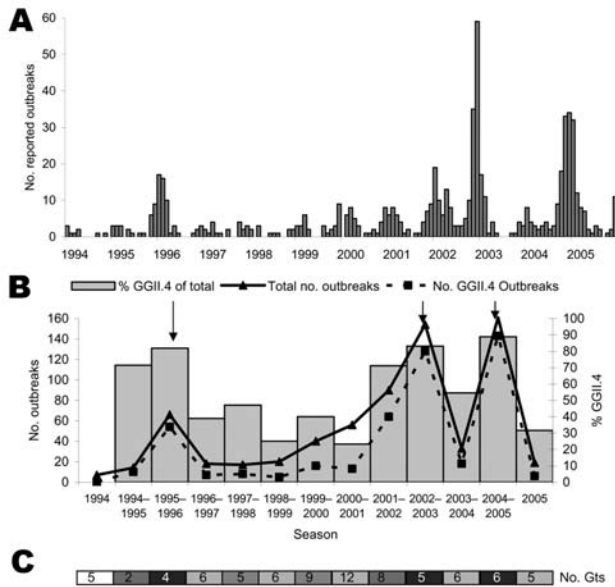 A
No. reported outbreaks
60
50
40
30
20
10
0
1994 1995 1996 1997 1998 1999 2000 2001 2002 2003 2004 2005
B
% GGII.4 of total Total no. outbreaks No. GGII.4 Outbreaks
No. outbreaks
160
140
120
100
80
60
40
20
0
100
90
80
70
60
50
40
30
20
10
0
% GGII.4
1994 1994– 1995– 1996– 1997– 1998– 1999- 2000- 2001– 2002– 2003– 2004– 2005
1995 1996 1997 1998 1999 2000 2001 2002 2003 2004 2005
Season
C
5 2 4 6 5 6 9 12 8 5 6 6 5 No. Gts